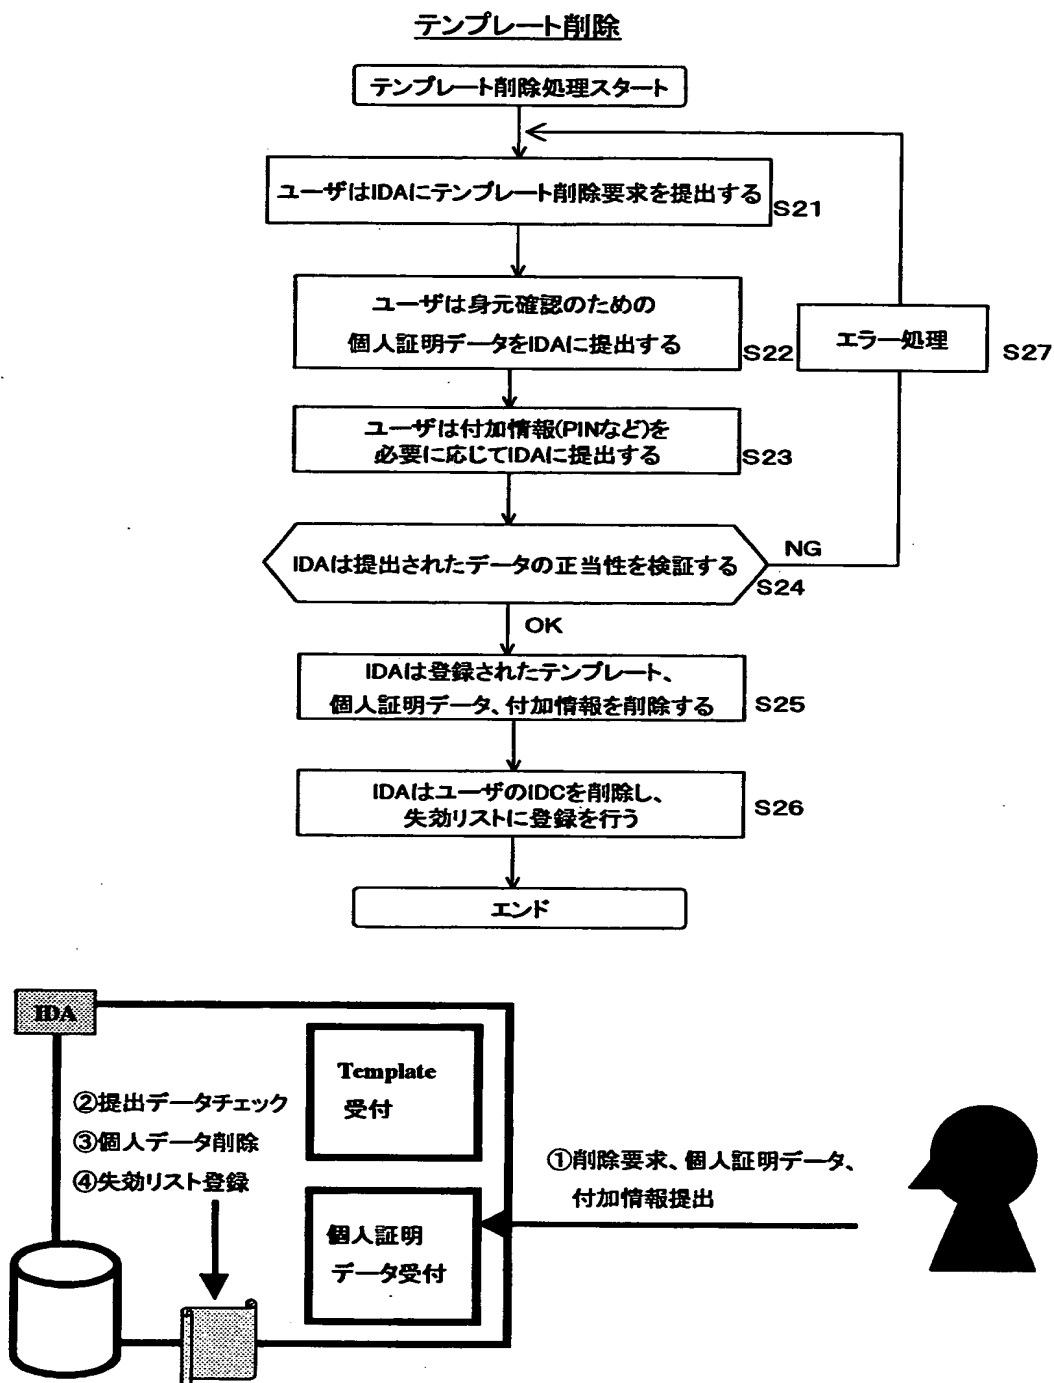 テンプレート削除
テンプレート削除処理スタート
ユーザはIDAにテンプレート削除要求を提出する
S21
ユーザは身元確認のための
個人証明データをIDAに提出する
S22
エラー処理
S27
ユーザは付加情報(PINなど)を
必要に応じてIDAに提出する
S23
IDAは提出されたデータの正当性を検証する
NG
S24
OK
IDAは登録されたテンプレート、
個人証明データ、付加情報を削除する
S25
IDAはユーザのIDCを削除し、
失効リストに登録を行う
S26
エンド
IDA
Template
受付
②提出データチェック
③個人データ削除
④失効リスト登録
①削除要求、個人証明データ、
付加情報提出
個人証明
データ受付